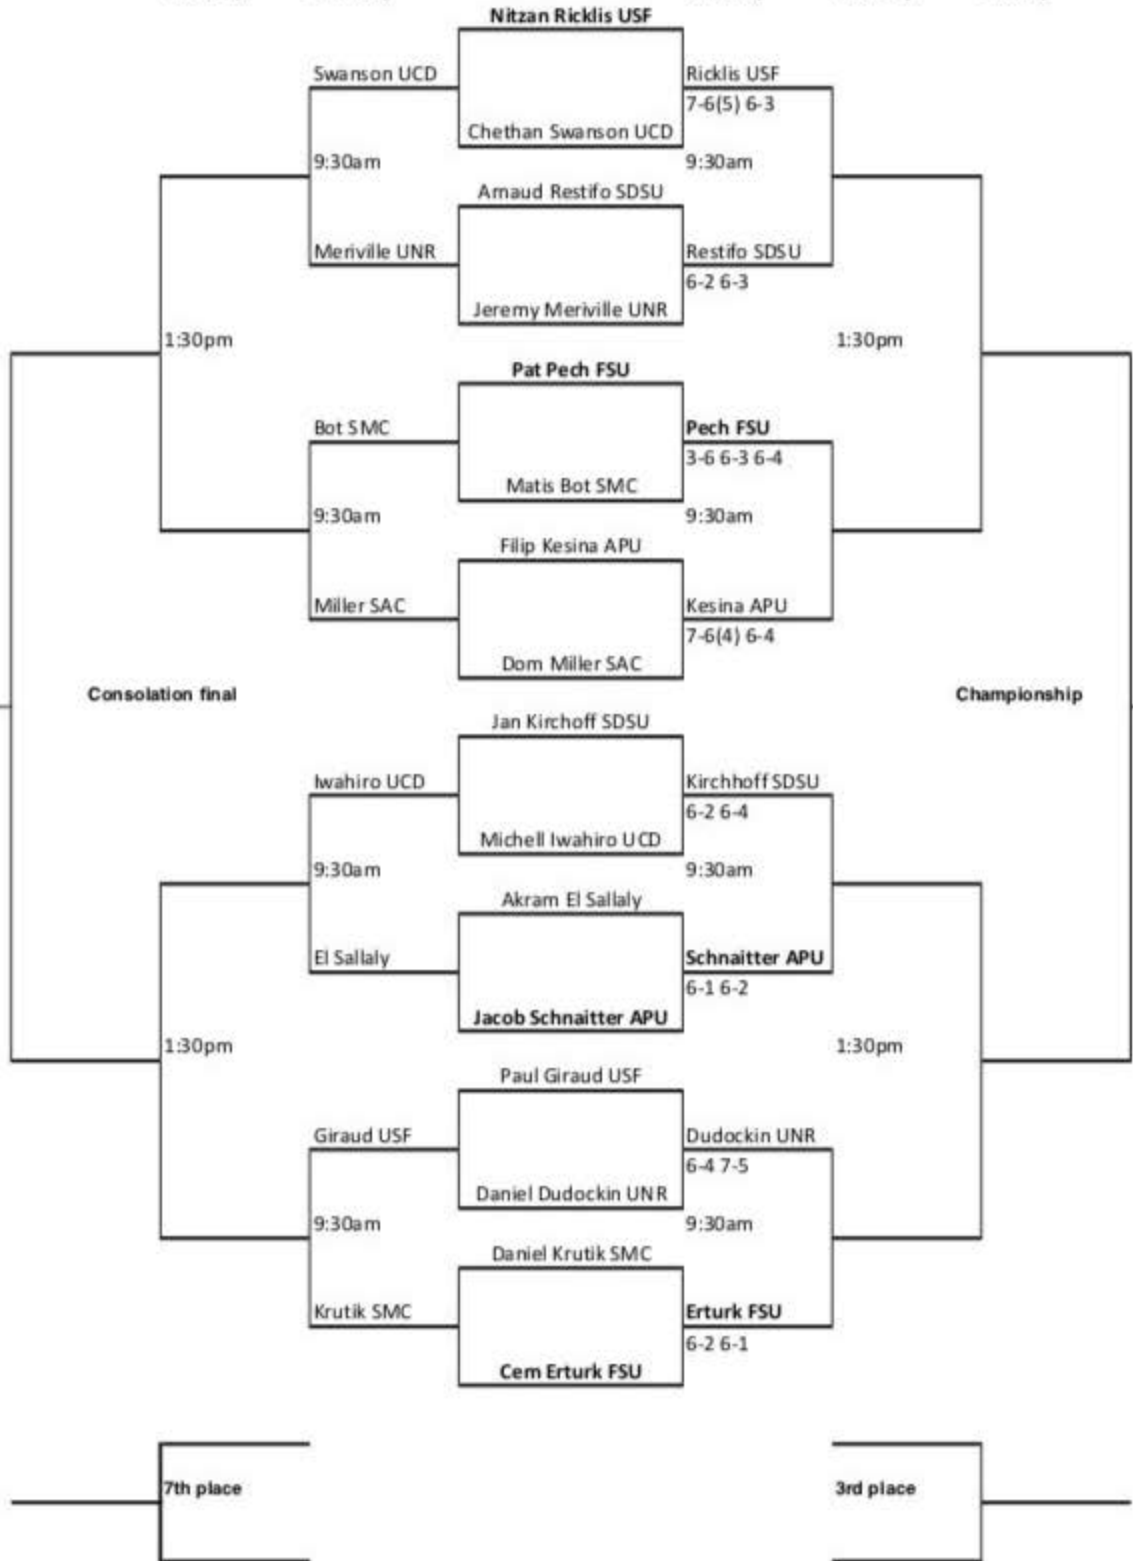 Nitzan Ricklis USF
Swanson UCD
Ricklis USF
7-6(5) 6-3
Chethan Swanson UCD
9:30am
9:30am
Arnaud Restifo SDSU
Meriville UNR
Restifo SDSU
6-2 6-3
Jeremy Meriville UNR
1:30pm
1:30pm
Pat Pech FSU
Bot SMC
Pech FSU
3-6 6-3 6-4
Matis Bot SMC
9:30am
9:30am
Filip Kesina APU
Miller SAC
Kesina APU
7-6(4) 6-4
Dom Miller SAC
Consolation final
Championship
Jan Kirchoff SDSU
Iwahiro UCD
Kirchhoff SDSU
6-2 6-4
Michell Iwahiro UCD
9:30am
9:30am
Akram El Sallaly
El Sallaly
Schnaitter APU
6-1 6-2
Jacob Schnaitter APU
1:30pm
1:30pm
Paul Giraud USF
Giraud USF
Dudockin UNR
6-4 7-5
Daniel Dudockin UNR
9:30am
9:30am
Daniel Krutik SMC
Krutik SMC
Erturk FSU
6-2 6-1
Cem Erturk FSU
7th place
3rd place